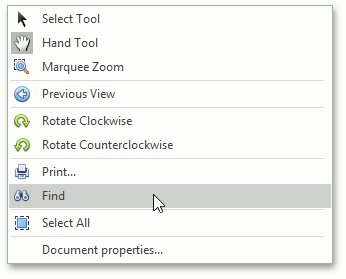 Select Tool
Hand Tool
Marquee Zoom
Previous View
Rotate Clockwise
Rotate Counterclockwise
Print...
Find
Select All
Document properties...